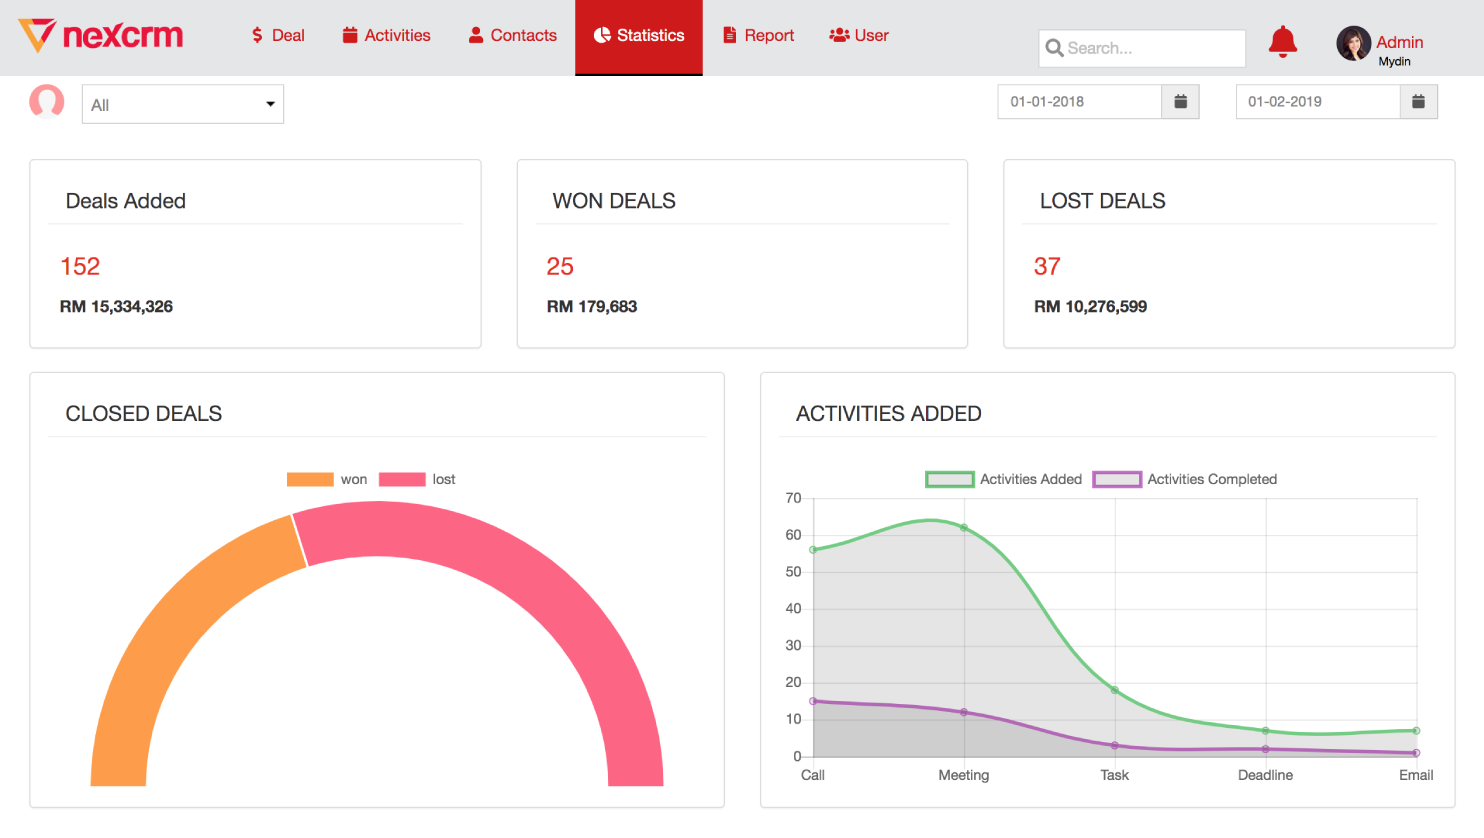 nexcrm
$ Deal
Activities
Contacts
Statistics
Report
User
Search...
Admin
Mydin
All
01-01-2018
01-02-2019
Deals Added
152
RM 15,334,326
WON DEALS
25
RM 179,683
LOST DEALS
37
RM 10,276,599
CLOSED DEALS
won lost
ACTIVITIES ADDED
Activities Added Activities Completed
70
60
50
40
30
20
10
0
Call Meeting Task Deadline Email